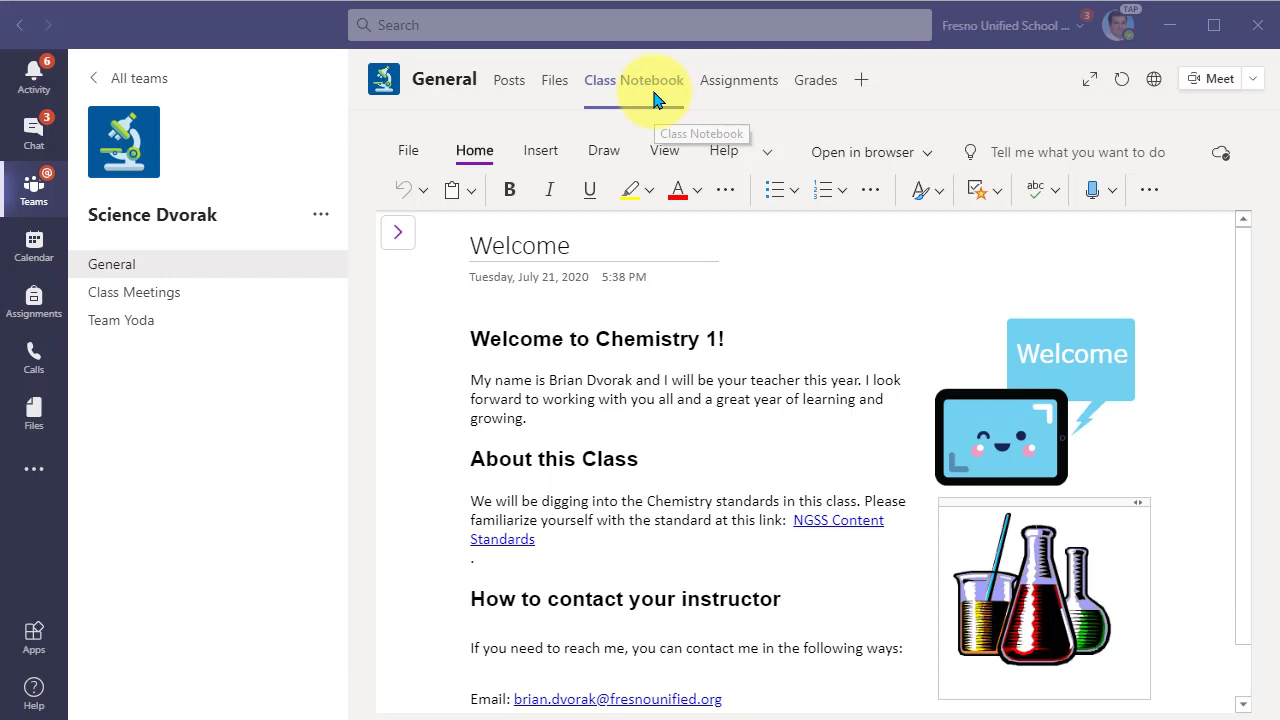 Search
Fresno Unified School ...
3
TAP
6
Activity
3
Chat
@
Teams
Calendar
Assignments
Calls
Files
Apps
Help
All teams
Science Dvorak
General
Class Meetings
Team Yoda
General
Posts
Files
Class Notebook
Assignments
Grades
Meet
Class Notebook
File
Home
Insert
Draw
View
Help
Open in browser
Tell me what you want to do
B
I
U
A
A
abc
Welcome
Tuesday, July 21, 2020 5:38 PM
Welcome to Chemistry 1!
My name is Brian Dvorak and I will be your teacher this year. I look
forward to working with you all and a great year of learning and
growing.
About this Class
We will be digging into the Chemistry standards in this class. Please
familiarize yourself with the standard at this link: NGSS Content
Standards
.
How to contact your instructor
If you need to reach me, you can contact me in the following ways:
Email: brian.dvorak@fresnounified.org
Welcome